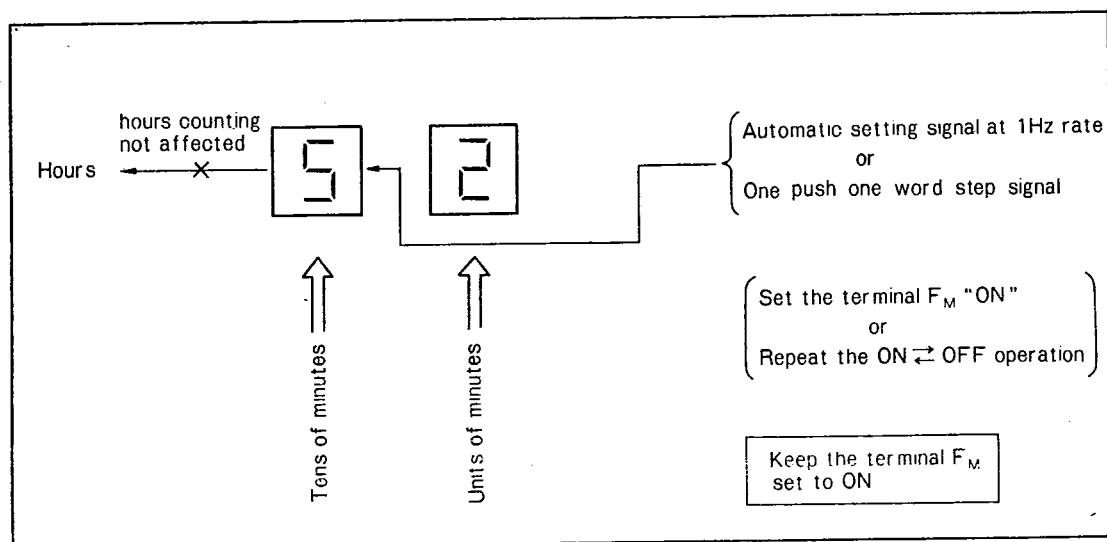 hours counting
not affected
Hours
5
2
Automatic setting signal at 1Hz rate
or
One push one word step signal
Set the terminal FM "ON"
or
Repeat the ON ⇄ OFF operation
Tens of minutes
Units of minutes
Keep the terminal FM
set to ON